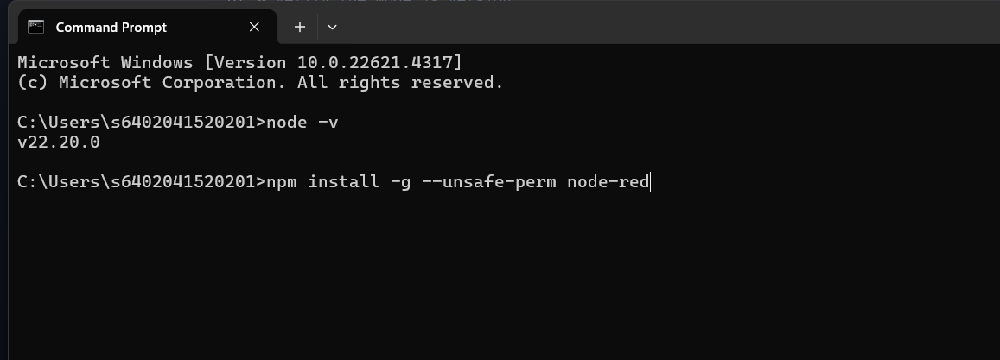 Command Prompt
Microsoft Windows [Version 10.0.22621.4317]
(c) Microsoft Corporation. All rights reserved.
C:\Users\s6402041520201>node -v
v22.20.0
C:\Users\s6402041520201>npm install -g --unsafe-perm node-red